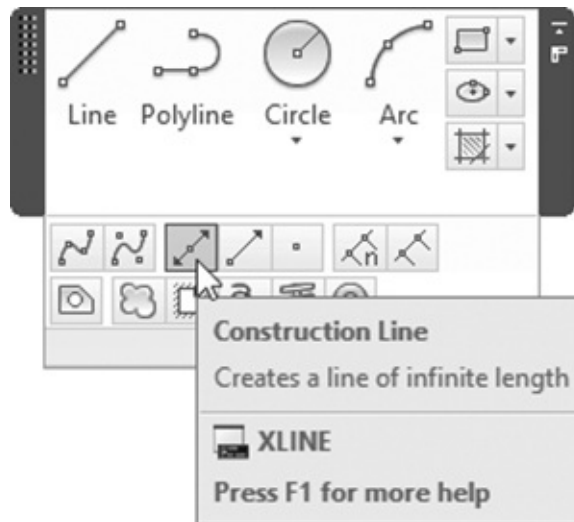 Line Polyline Circle Arc
n
Construction Line
Creates a line of infinite length
XLINE
Press F1 for more help